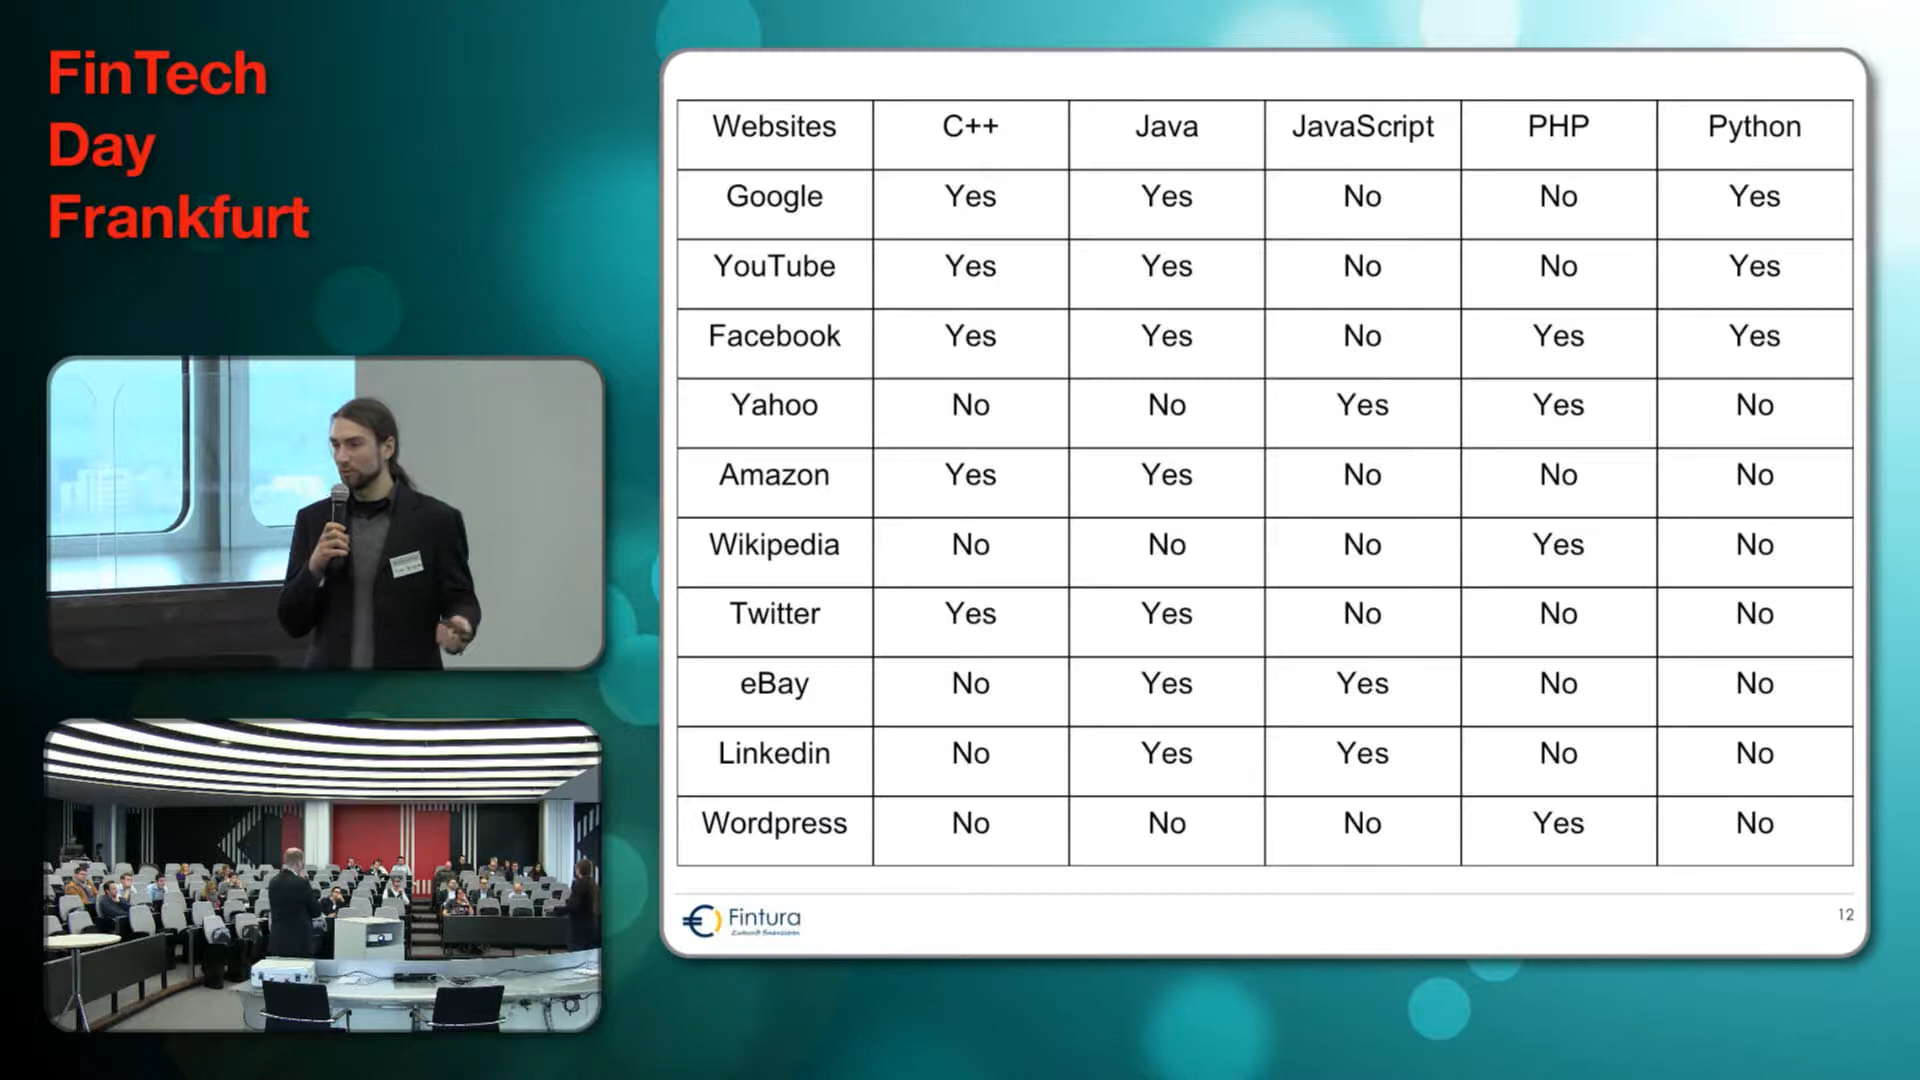 FinTech
Day
Frankfurt
Websites C++ Java JavaScript PHP Python
Google Yes Yes No No Yes
YouTube Yes Yes No No Yes
Facebook Yes Yes No Yes Yes
Yahoo No No Yes Yes No
Amazon Yes Yes No No No
Wikipedia No No No Yes No
Twitter Yes Yes No No No
eBay No Yes Yes No No
Linkedin No Yes Yes No No
Wordpress No No No Yes No
Fintura
Zukunft finanzieren
12